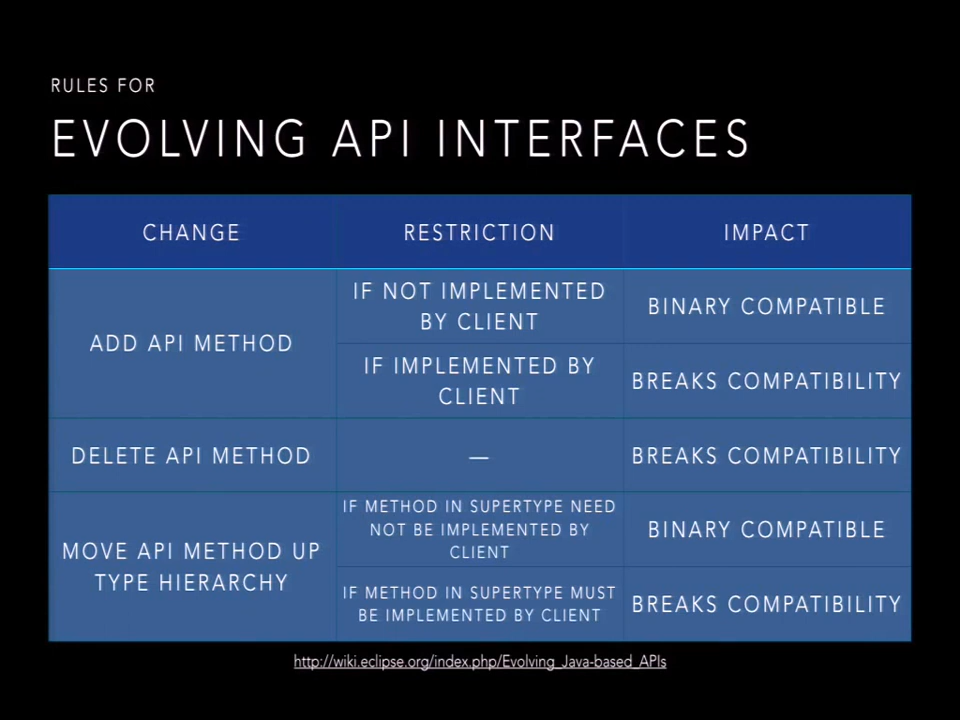 RULES FOR
EVOLVING API INTERFACES
CHANGE
RESTRICTION
IMPACT
ADD API METHOD
IF NOT IMPLEMENTED
BY CLIENT
BINARY COMPATIBLE
IF IMPLEMENTED BY
CLIENT
BREAKS COMPATIBILITY
DELETE API METHOD
—
BREAKS COMPATIBILITY
MOVE API METHOD UP
TYPE HIERARCHY
IF METHOD IN SUPERTYPE NEED
NOT BE IMPLEMENTED BY
CLIENT
BINARY COMPATIBLE
IF METHOD IN SUPERTYPE MUST
BE IMPLEMENTED BY CLIENT
BREAKS COMPATIBILITY
http://wiki.eclipse.org/index.php/Evolving_Java-based_APIs